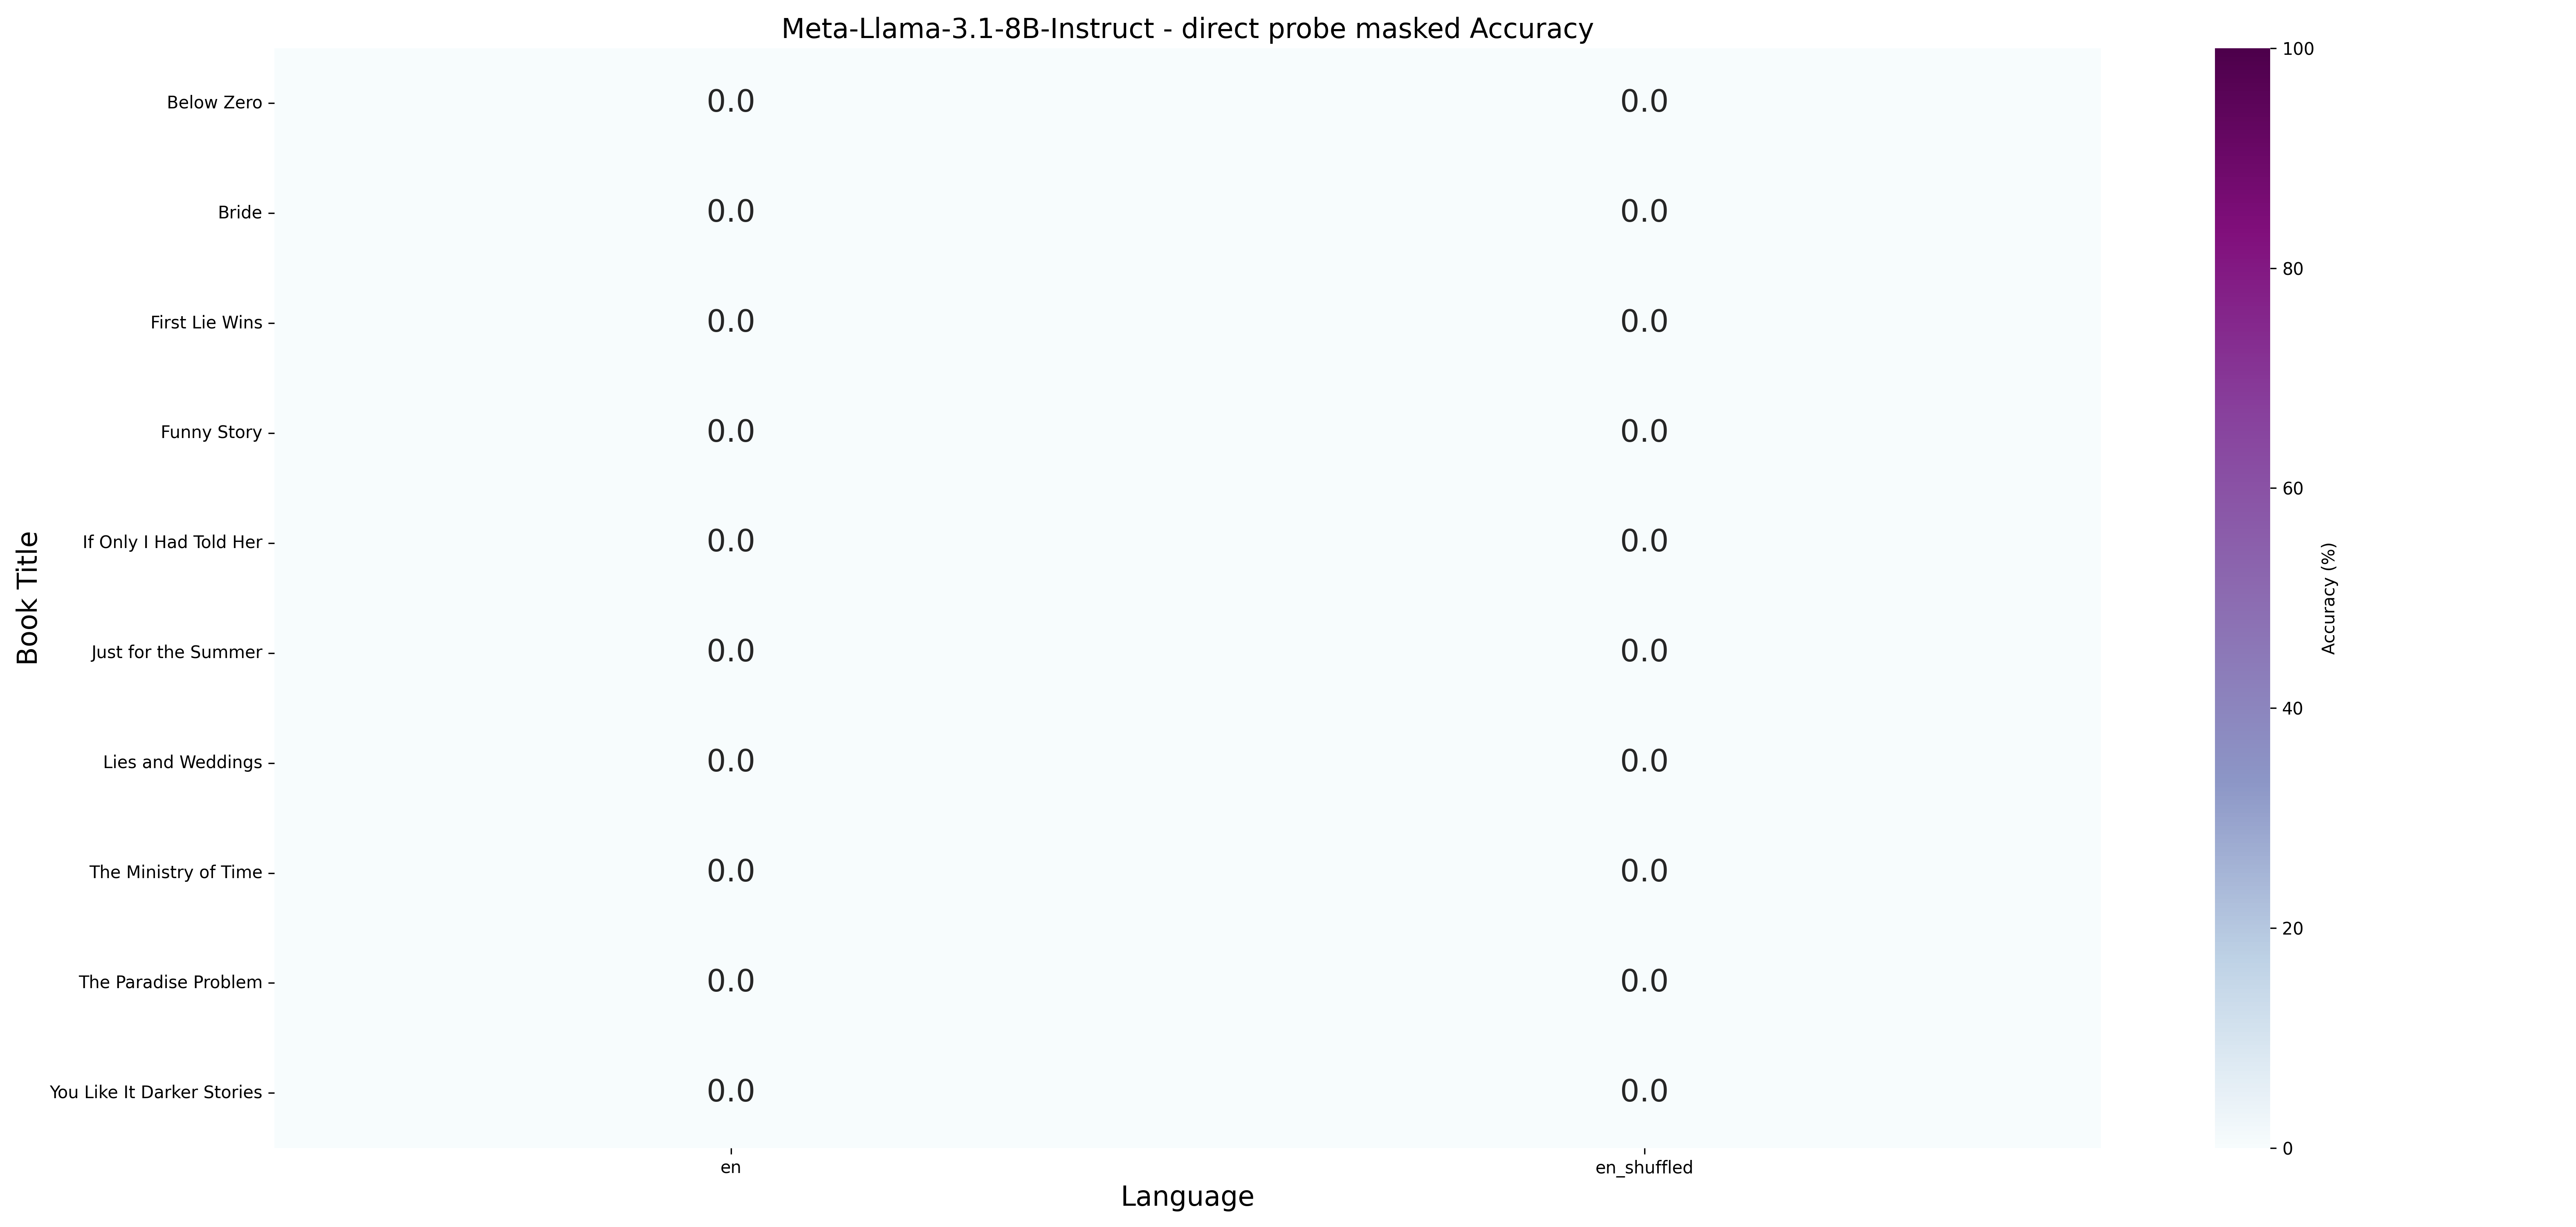 Meta-Llama-3.1-8B-Instruct - direct probe masked Accuracy
Book Title
Below Zero 0.0 0.0
Bride 0.0 0.0
First Lie Wins 0.0 0.0
Funny Story 0.0 0.0
If Only I Had Told Her 0.0 0.0
Just for the Summer 0.0 0.0
Lies and Weddings 0.0 0.0
The Ministry of Time 0.0 0.0
The Paradise Problem 0.0 0.0
You Like It Darker Stories 0.0 0.0
en en_shuffled
Language
100
80
60
40
20
0
Accuracy (%)